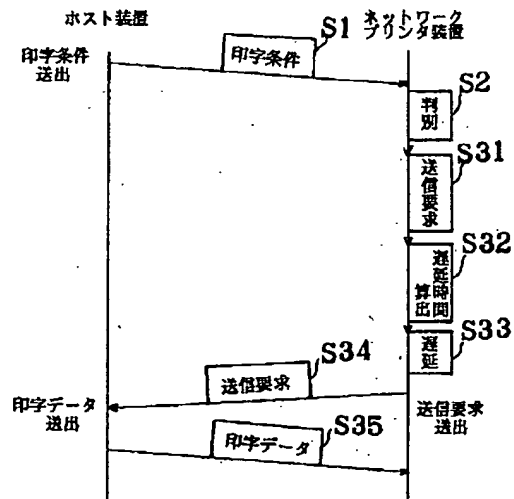 ホスト装置
ネットワーク
プリンタ装置
S1
印字条件
印字条件
送出
S2
判別
S31
送信要求
S32
遅延時間
算出
S33
遅延
S34
送信要求
印字データ
送出
送信要求
送出
S35
印字データ